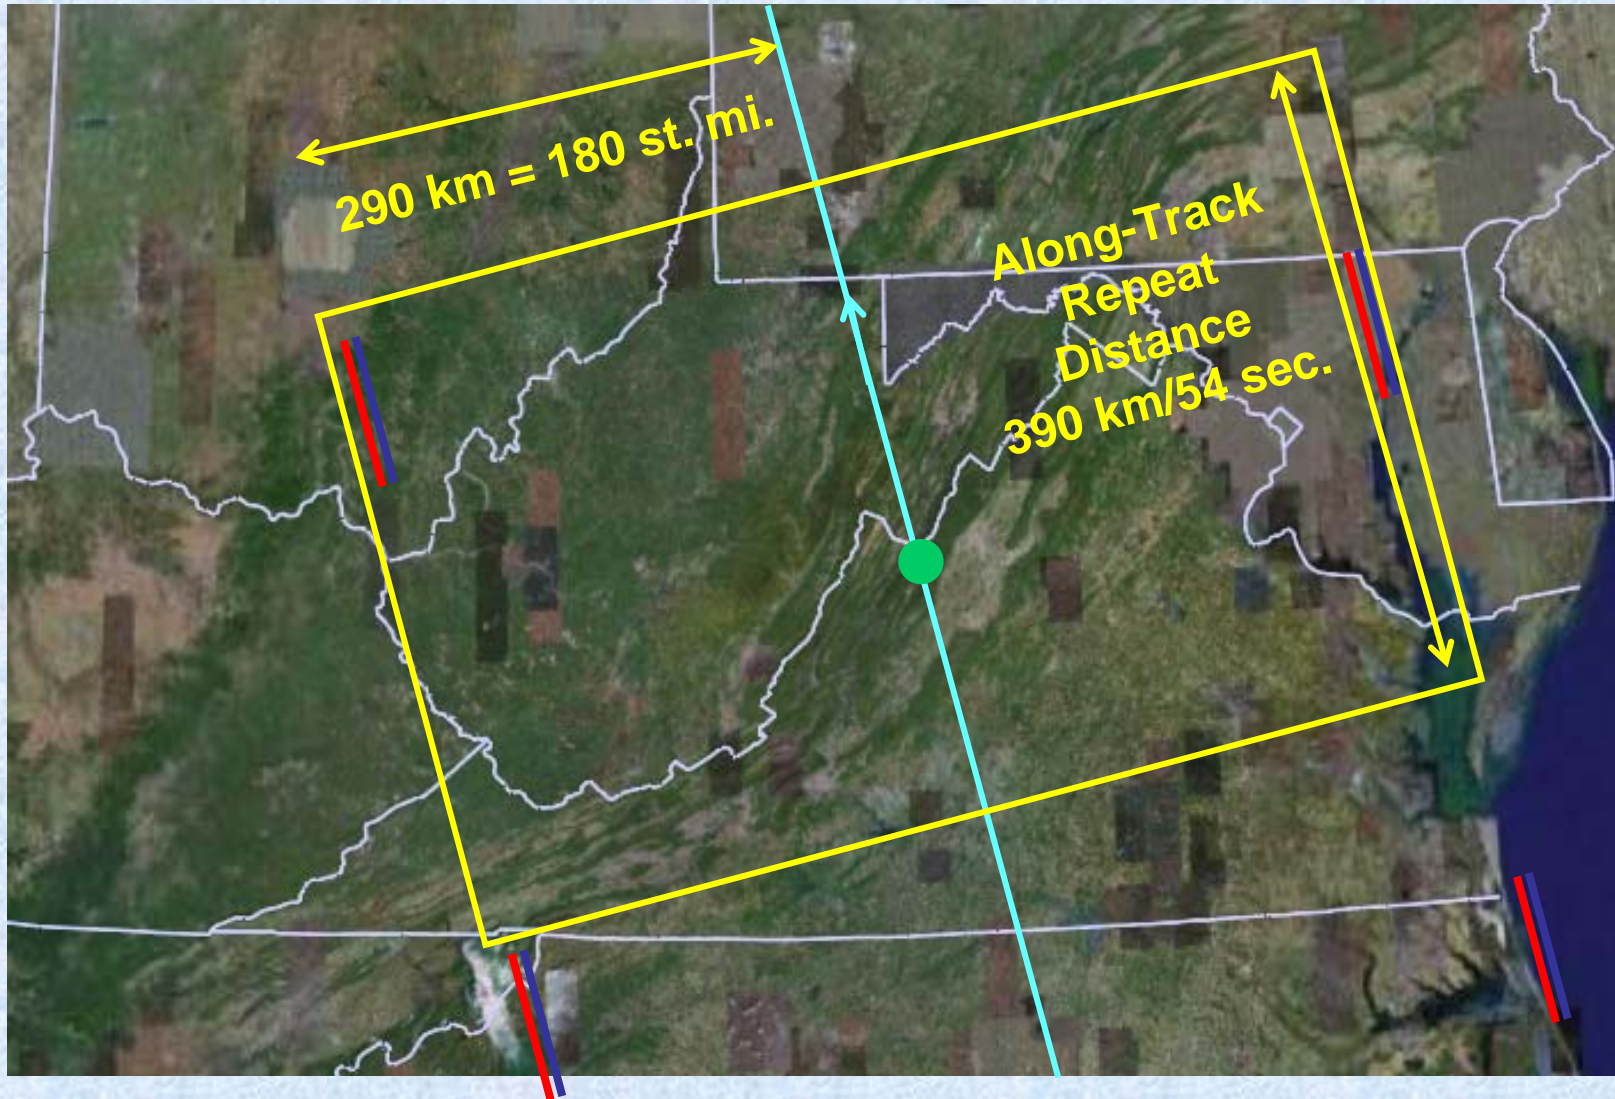 290 km = 180 st. mi.
Along-Track
Repeat
Distance
390 km/54 sec.